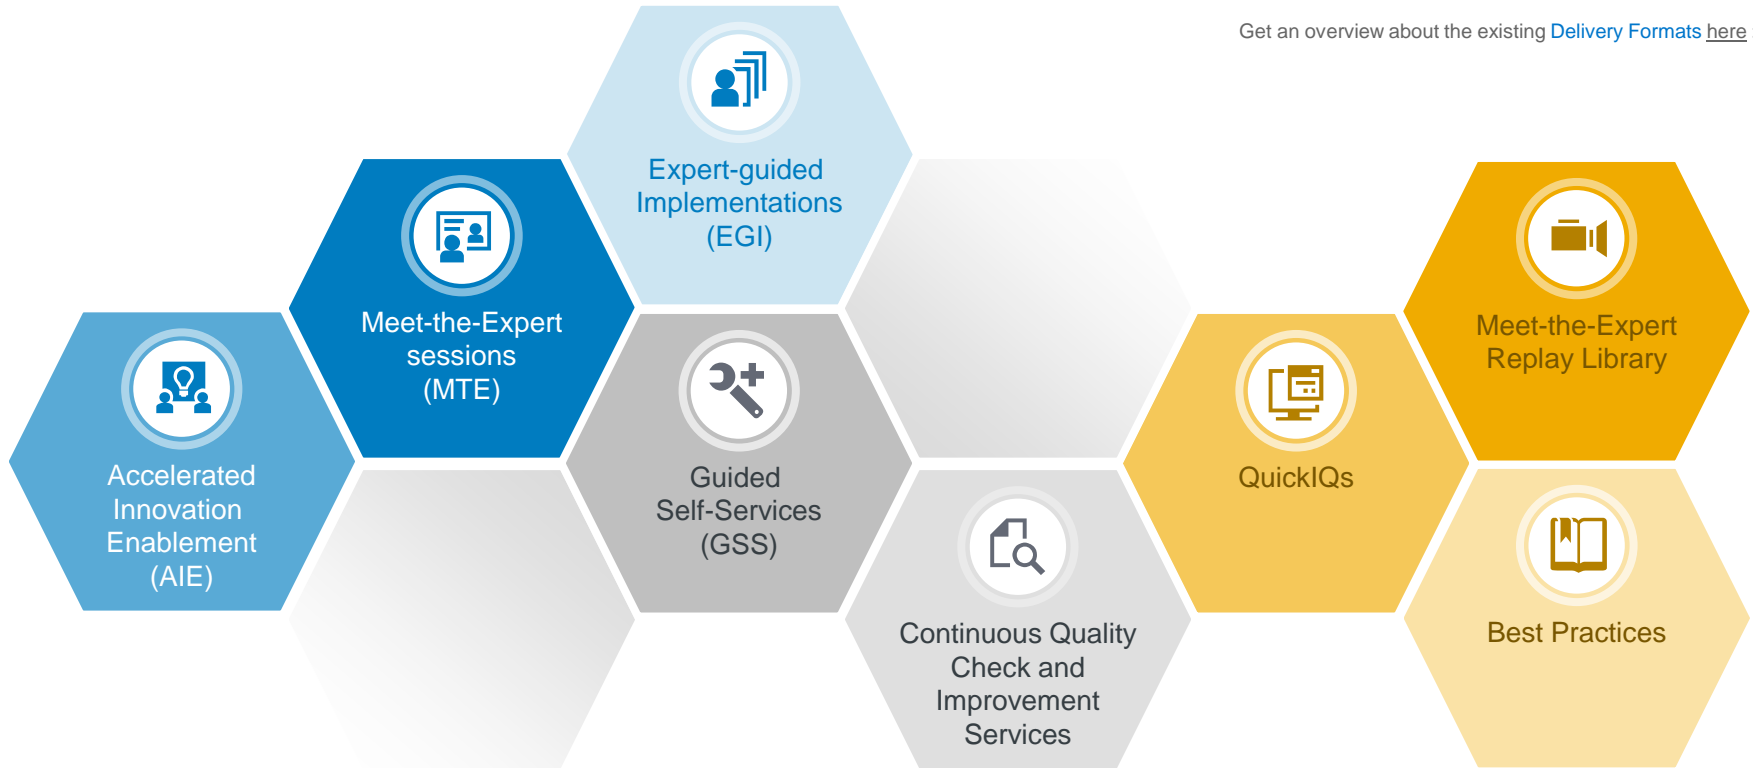 Get an overview about the existing Delivery Formats here
Expert-guided
Implementations
(EGI)
Meet-the-Expert
sessions
(MTE)
Meet-the-Expert
Replay Library
Accelerated
Innovation
Enablement
(AIE)
Guided
Self-Services
(GSS)
QuickIQs
Continuous Quality
Check and
Improvement
Services
Best Practices